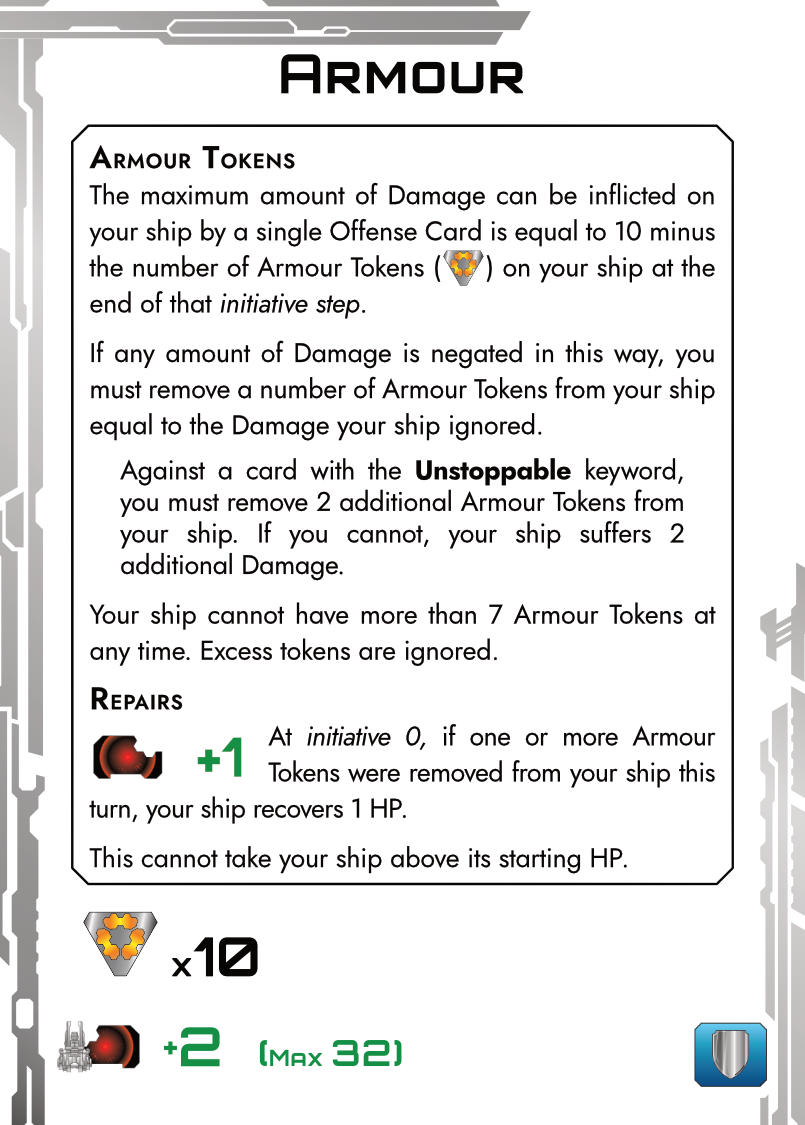 Armour
Armour Tokens
The maximum amount of Damage can be inflicted on
your ship by a single Offense Card is equal to 10 minus
the number of Armour Tokens ( ) on your ship at the
end of that initiative step.
If any amount of Damage is negated in this way, you
must remove a number of Armour Tokens from your ship
equal to the Damage your ship ignored.
Against a card with the Unstoppable keyword,
you must remove 2 additional Armour Tokens from
your ship. If you cannot, your ship suffers 2
additional Damage.
Your ship cannot have more than 7 Armour Tokens at
any time. Excess tokens are ignored.
Repairs
+1 At initiative 0, if one or more Armour
Tokens were removed from your ship this
turn, your ship recovers 1 HP.
This cannot take your ship above its starting HP.
x10
+2 (Max 32)